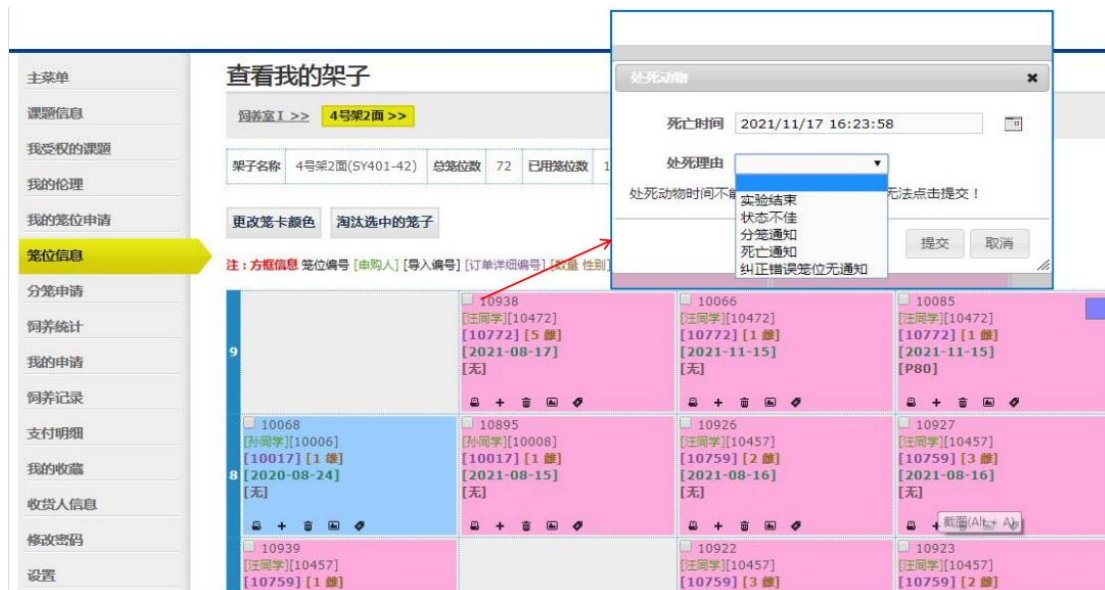 主菜单
课题信息
我受权的课题
我的伦理
我的笼位申请
笼位信息
分笼申请
饲养统计
我的申请
饲养记录
支付明细
我的收藏
收货人信息
修改密码
设置
查看我的架子
饲养室I >> 4号架2面 >>
架子名称 4号架2面(SY401-42) 总笼位数 72 已用笼位数 1
更改笼卡颜色 淘汰选中的笼子
注：方框信息 笼位编号 [申购人] [导入编号] [订单详细编号] [数量 性别]
处死动物
死亡时间 2021/11/17 16:23:58
处死理由
处死动物时间不 无法点击提交！
实验结束
状态不佳
分笼通知
死亡通知
纠正错误笼位无通知
提交 取消
9
10938
[汪同学][10472]
[10772] [5 雌]
[2021-08-17]
[无]
10066
[汪同学][10472]
[10772] [1 雌]
[2021-11-15]
[无]
10085
[汪同学][10472]
[10772] [1 雌]
[2021-11-15]
[P80]
8
10068
[孙同学][10006]
[10017] [1 雄]
[2020-08-24]
[无]
10895
[汪同学][10008]
[10017] [1 雌]
[2021-08-15]
[无]
10926
[汪同学][10457]
[10759] [2 雌]
[2021-08-16]
[无]
10927
[汪同学][10457]
[10759] [3 雌]
[2021-08-16]
[无]
截图(Alt + A)
10939
[汪同学][10457]
[10759] [1 雌]
10922
[汪同学][10457]
[10759] [3 雌]
10923
[汪同学][10457]
[10759] [2 雌]